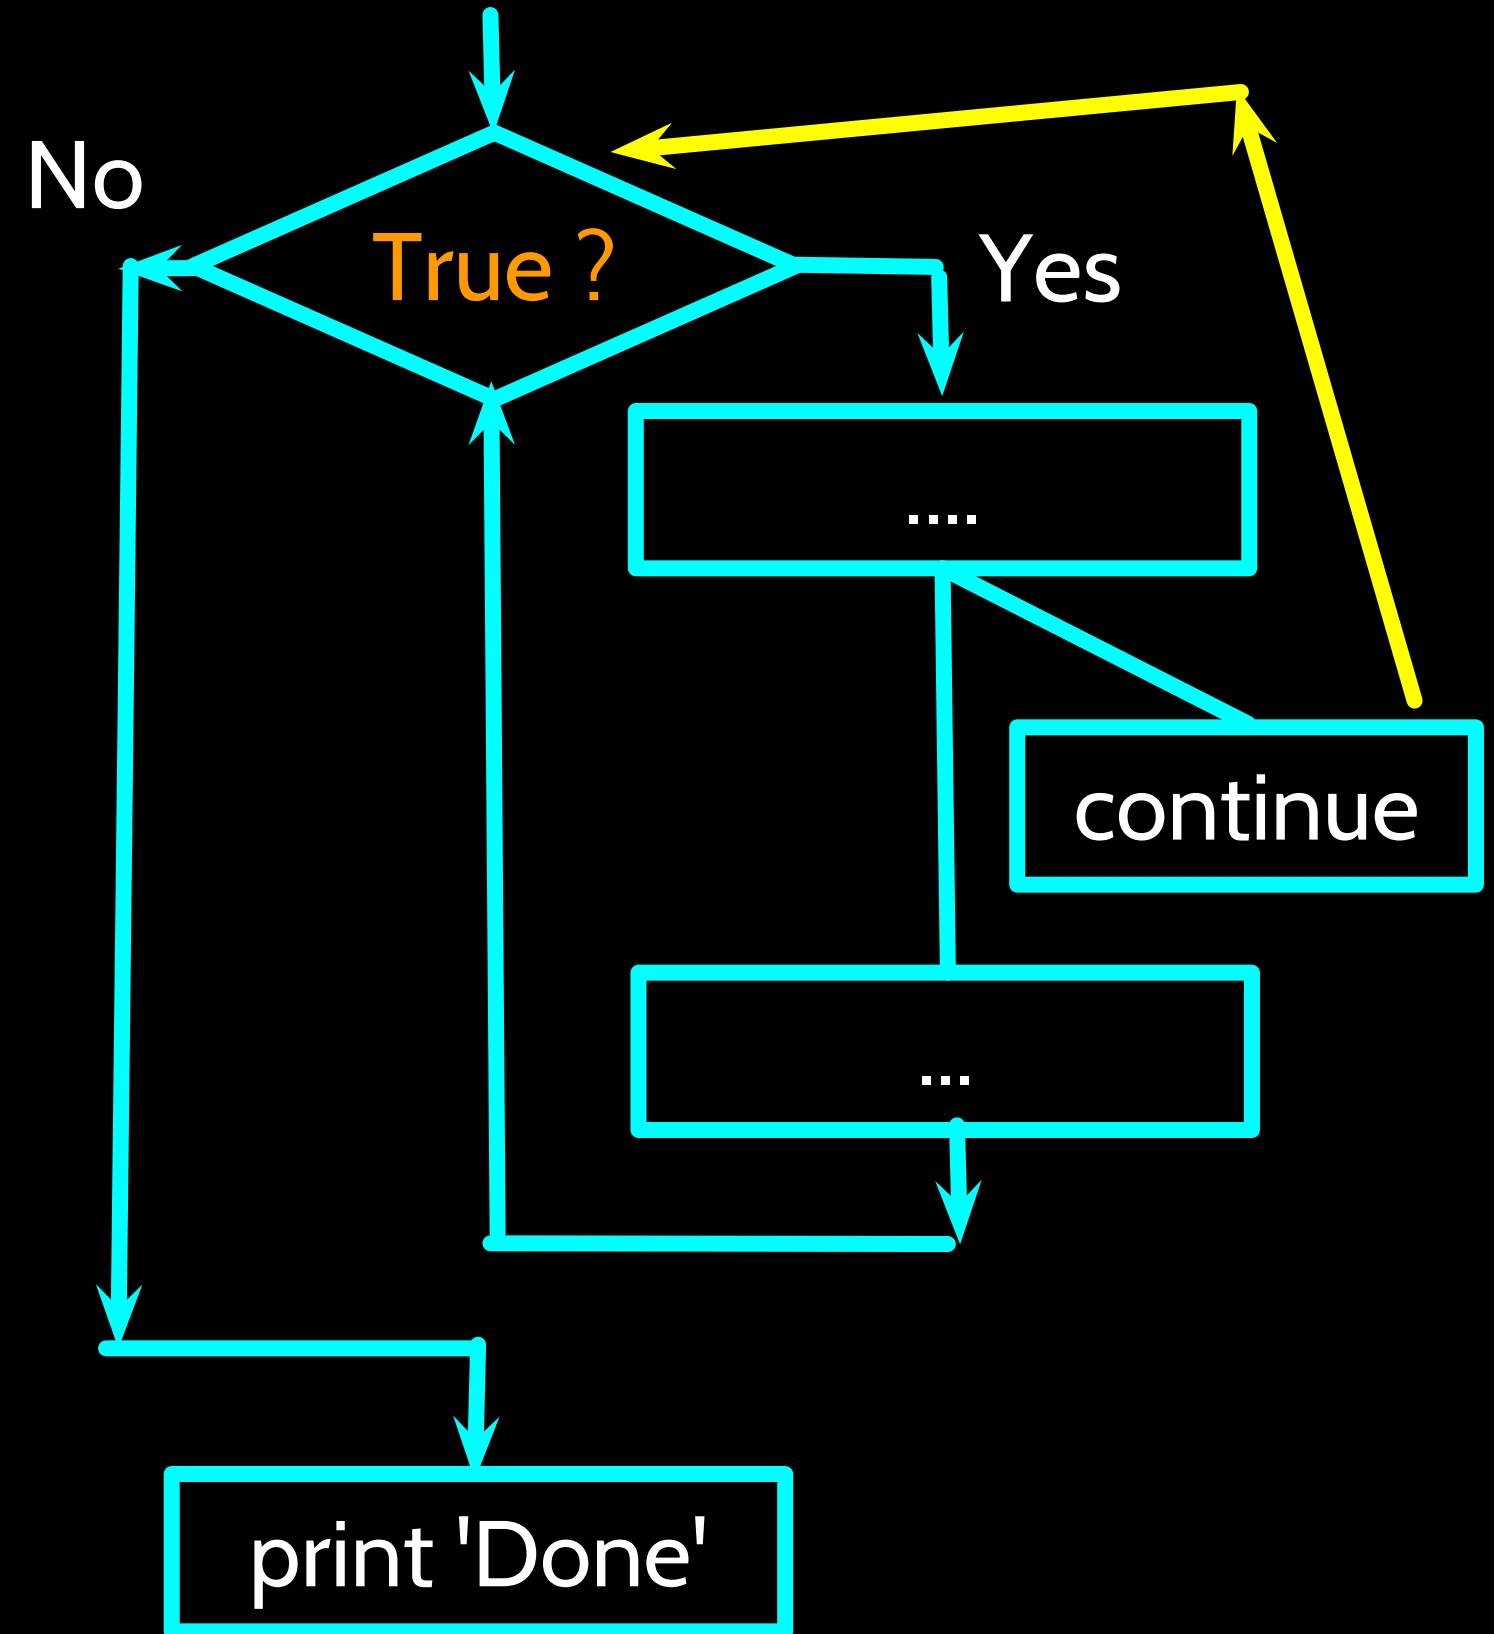 No
True ?
Yes
....
continue
...
print 'Done'